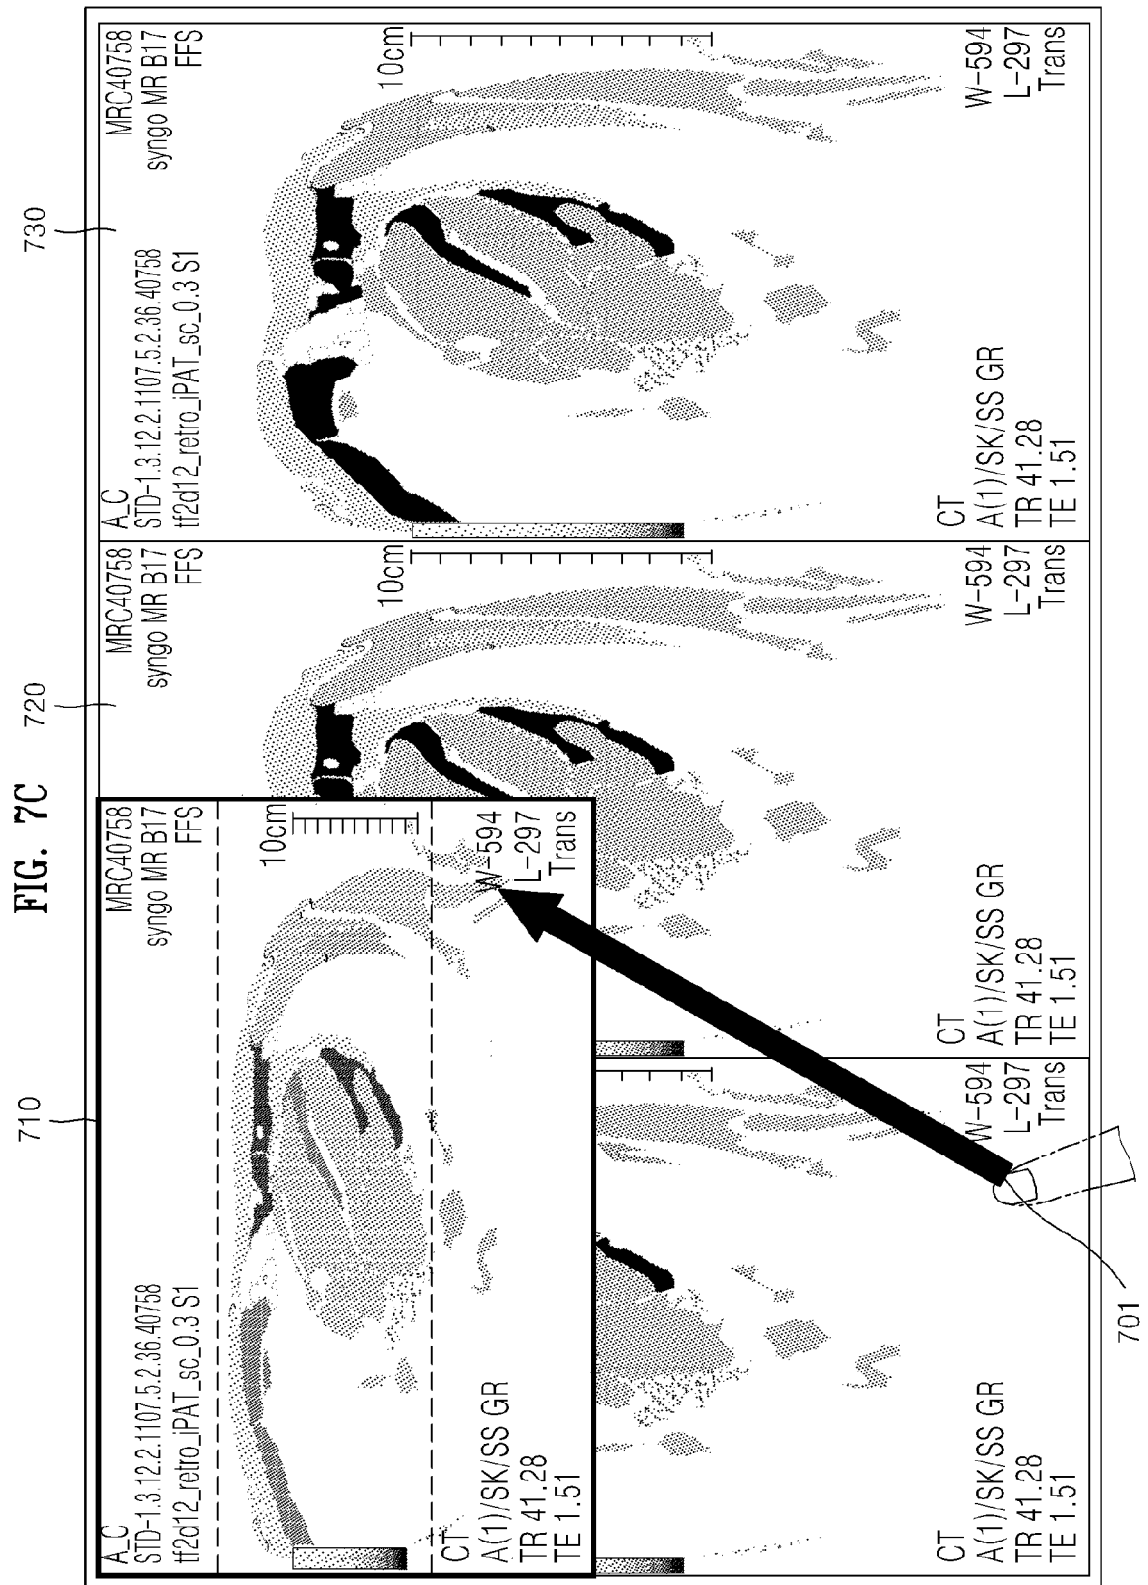 FIG. 7C
710
720
730
A_C
STD-1.3.12.2.1107.5.2.36.40758
tf2d12_retro_iPAT_sc_0.3 S1
MRC40758
syngo MR B17
FFS
10cm
CT
A(1)/SK/SS GR
TR 41.28
TE 1.51
W-594
L-297
Trans
CT
A(1)/SK/SS GR
TR 41.28
TE 1.51
W-594
L-297
Trans
MRC40758
syngo MR B17
FFS
10cm
CT
A(1)/SK/SS GR
TR 41.28
TE 1.51
W-594
L-297
Trans
A_C
STD-1.3.12.2.1107.5.2.36.40758
tf2d12_retro_iPAT_sc_0.3 S1
MRC40758
syngo MR B17
FFS
10cm
CT
A(1)/SK/SS GR
TR 41.28
TE 1.51
W-594
L-297
Trans
701